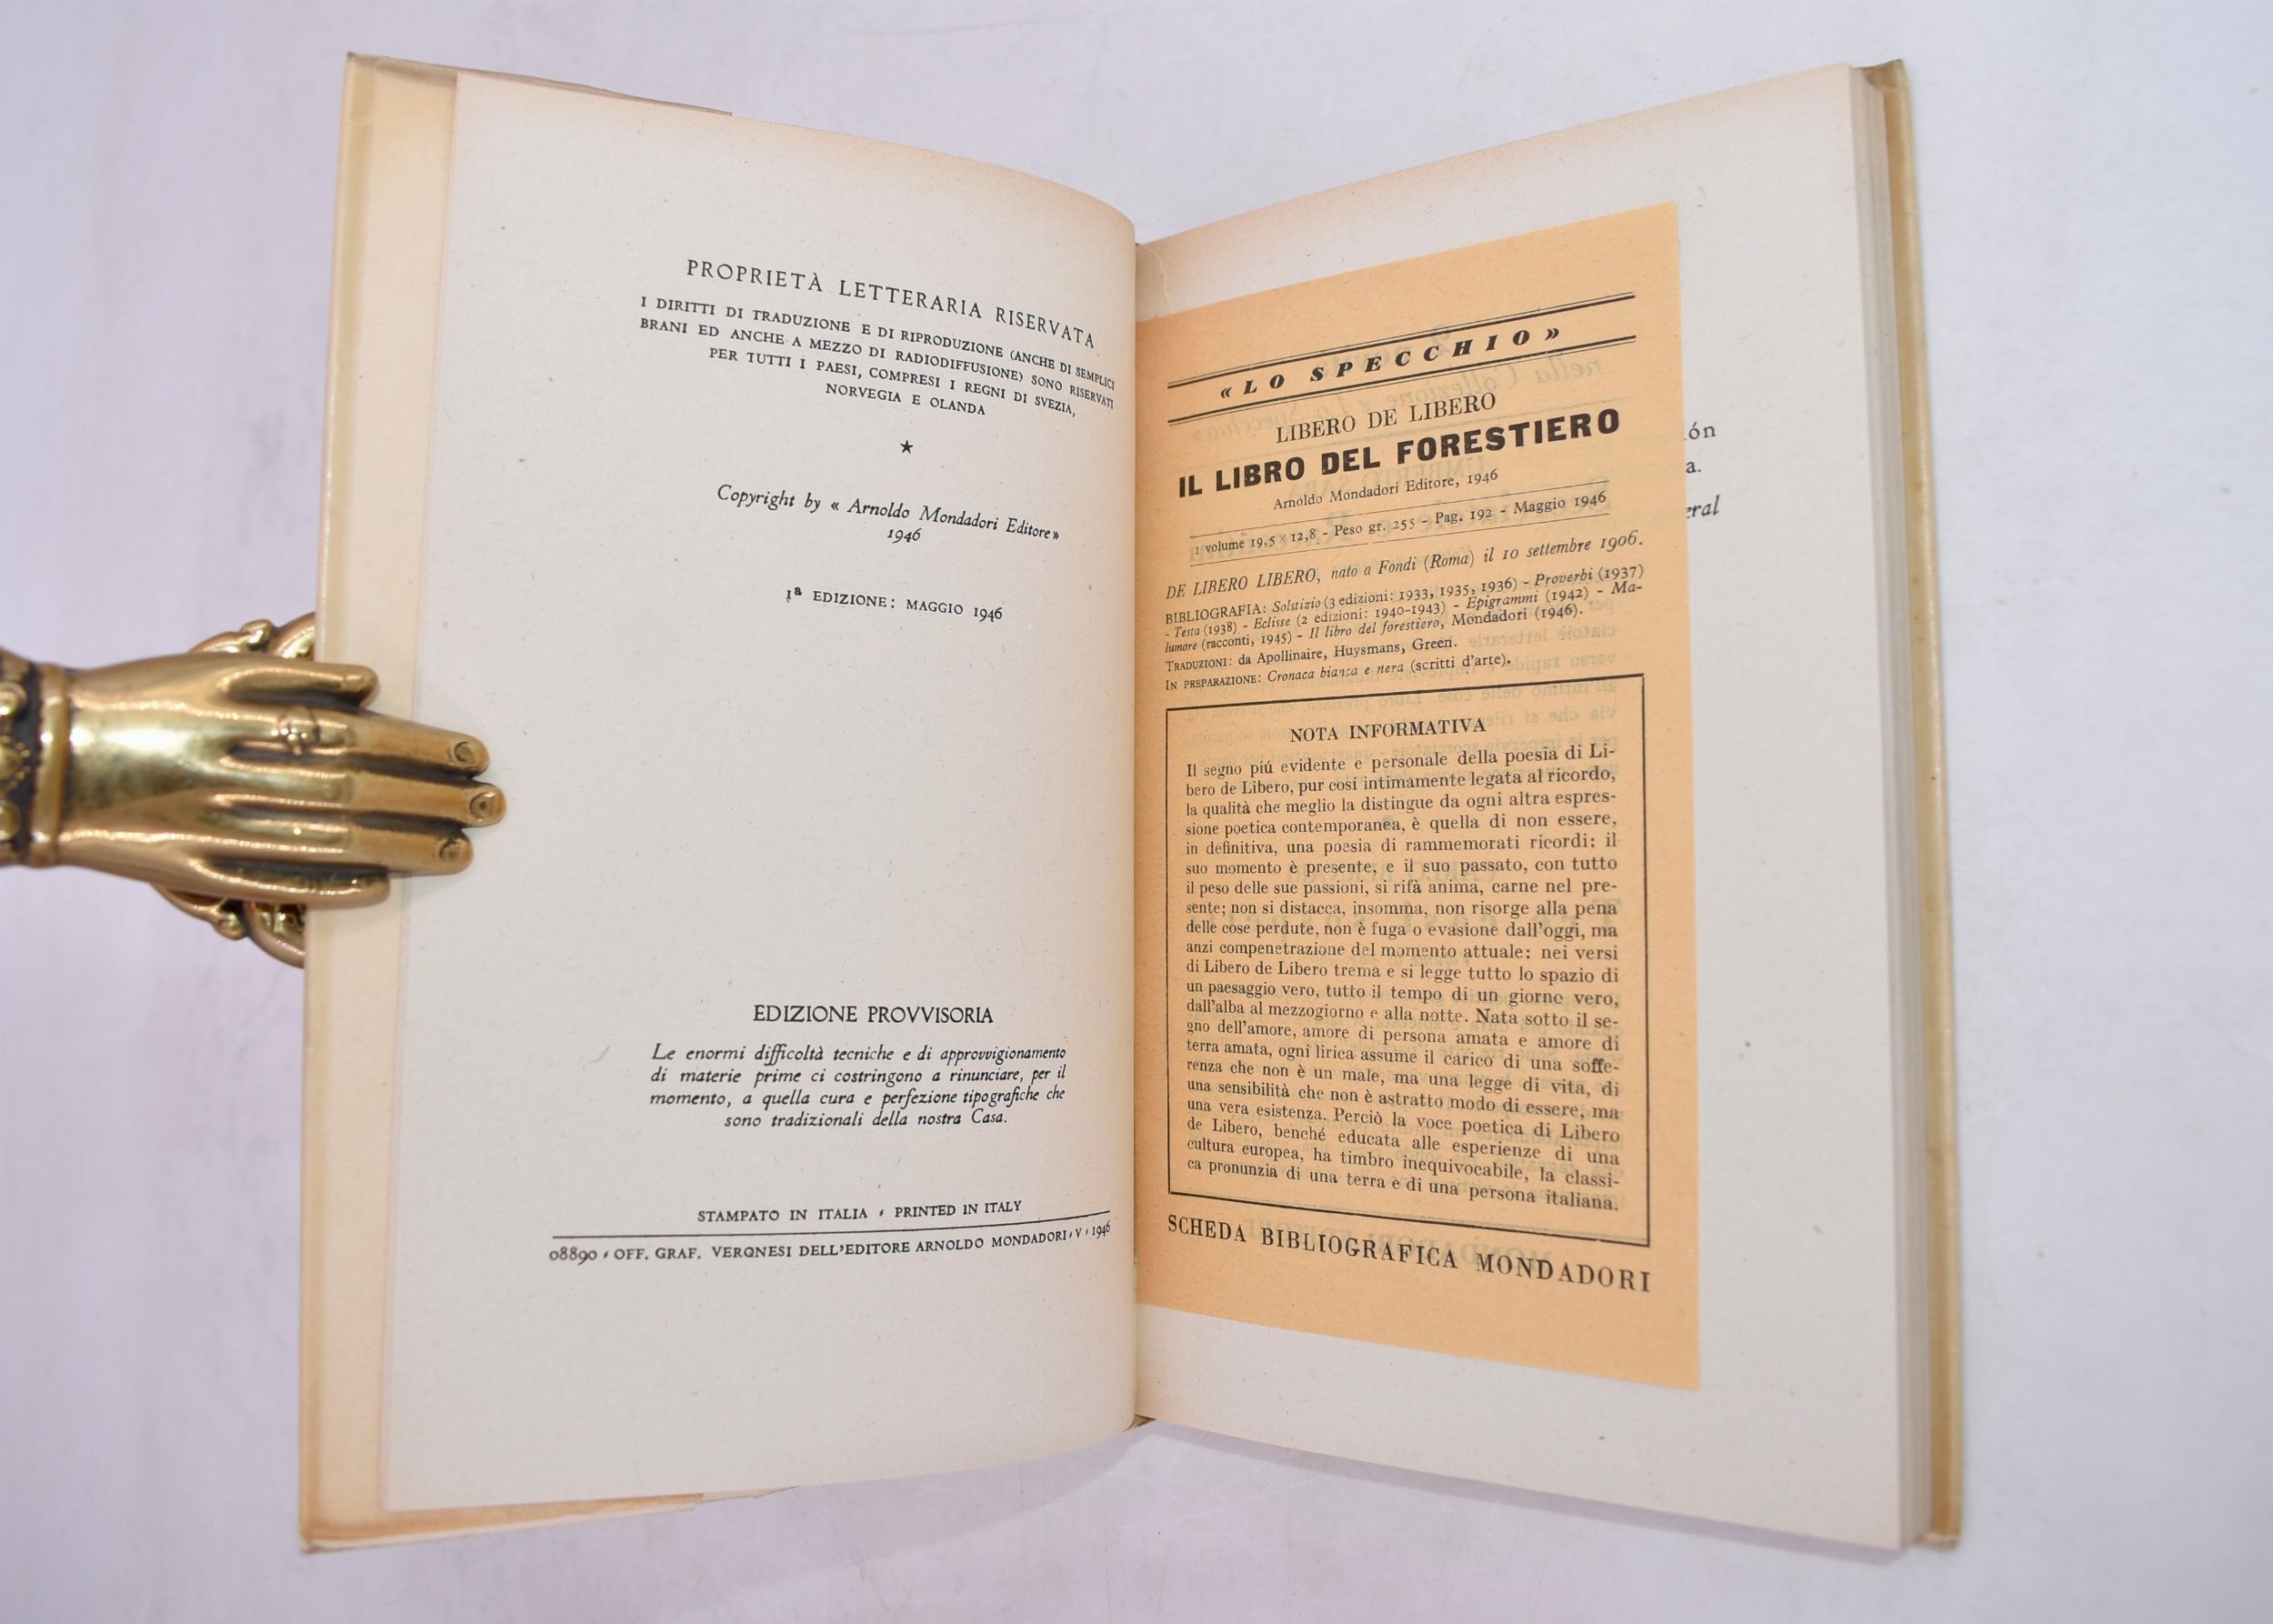 PROPRIETÀ LETTERARIA RISERVATA
I DIRITTI DI TRADUZIONE E DI RIPRODUZIONE (ANCHE DI SEMPLICI
BRANI ED ANCHE A MEZZO DI RADIODIFFUSIONE) SONO RISERVATI
PER TUTTI I PAESI, COMPRESI I REGNI DI SVEZIA,
NORVEGIA E OLANDA
★
Copyright by « Arnoldo Mondadori Editore»
1946
1ª EDIZIONE: MAGGIO 1946
EDIZIONE PROVVISORIA
Le enormi difficoltà tecniche e di approvvigionamento
di materie prime ci costringono a rinunciare, per il
momento, a quella cura e perfezione tipografiche che
sono tradizionali della nostra Casa.
STAMPATO IN ITALIA - PRINTED IN ITALY
08890 - OFF. GRAF. VERONESI DELL'EDITORE ARNOLDO MONDADORI - V - 1946
«LO SPECCHIO»
LIBERO DE LIBERO
IL LIBRO DEL FORESTIERO
Arnoldo Mondadori Editore, 1946
1 volume 19,5 × 12,8 - Peso gr. 255 - Pag. 192 - Maggio 1946
DE LIBERO LIBERO, nato a Fondi (Roma) il 10 settembre 1906.
BIBLIOGRAFIA: Solstizio (3 edizioni: 1933, 1935, 1936) - Proverbi (1937)
- Testa (1938) - Eclisse (2 edizioni: 1940-1943) - Epigrammi (1942) - Ma-
lumore (racconti, 1945) - Il libro del forestiero, Mondadori (1946).
TRADUZIONI: da Apollinaire, Huysmans, Green.
IN PREPARAZIONE: Cronaca bianca e nera (scritti d'arte).
NOTA INFORMATIVA
Il segno piú evidente e personale della poesia di Li-
bero de Libero, pur cosí intimamente legata al ricordo,
la qualità che meglio la distingue da ogni altra espres-
sione poetica contemporanea, è quella di non essere,
in definitiva, una poesia di rammemorati ricordi: il
suo momento è presente, e il suo passato, con tutto
il peso delle sue passioni, si rifà anima, carne nel pre-
sente; non si distacca, insomma, non risorge alla pena
delle cose perdute, non è fuga o evasione dall'oggi, ma
anzi compenetrazione del momento attuale: nei versi
di Libero de Libero trema e si legge tutto lo spazio di
un paesaggio vero, tutto il tempo di un giorno vero,
dall'alba al mezzogiorno e alla notte. Nata sotto il se-
gno dell'amore, amore di persona amata e amore di
terra amata, ogni lirica assume il carico di una soffe-
renza che non è un male, ma una legge di vita, di
una sensibilità che non è astratto modo di essere, ma
una vera esistenza. Perciò la voce poetica di Libero
de Libero, benché educata alle esperienze di una
cultura europea, ha timbro inequivocabile, la classi-
ca pronunzia di una terra e di una persona italiana.
SCHEDA BIBLIOGRAFICA MONDADORI
ón
a.
eral